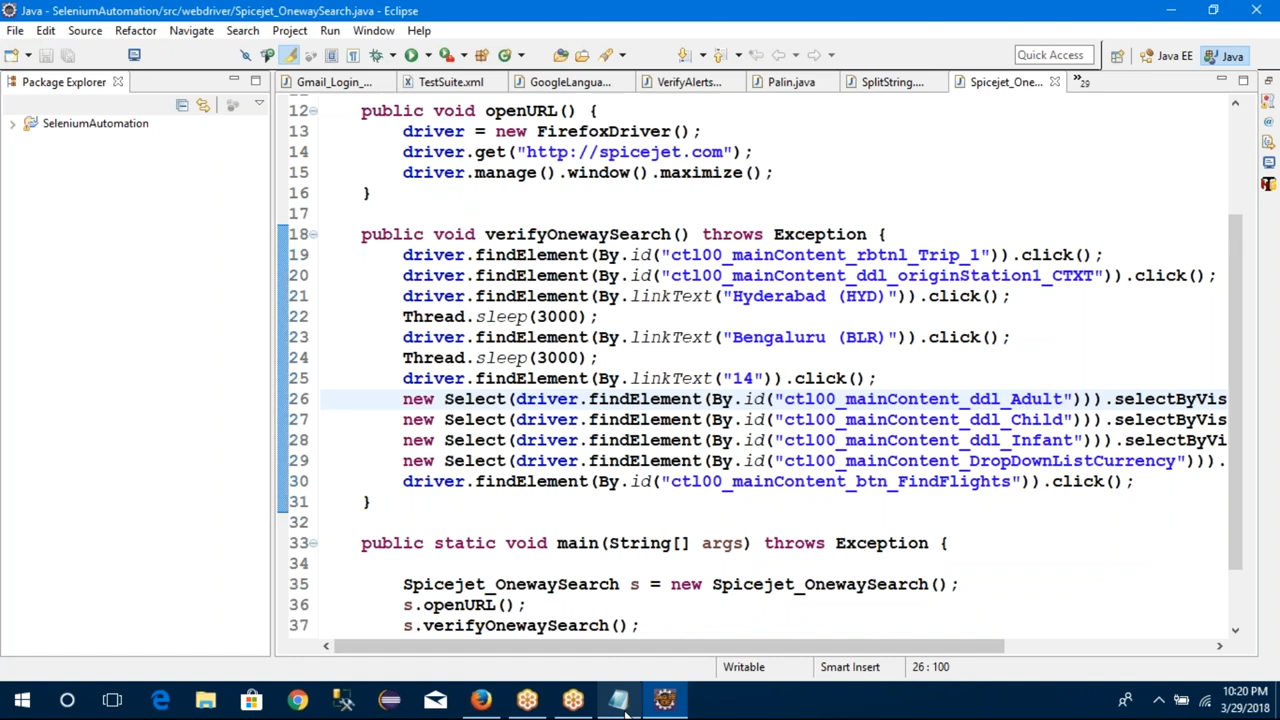 Java - SeleniumAutomation/src/webdriver/Spicejet_OnewaySearch.java - Eclipse
File Edit Source Refactor Navigate Search Project Run Window Help
Quick Access Java EE Java
Package Explorer Gmail_Login_... TestSuite.xml GoogleLangua... VerifyAlerts... Palin.java SplitString.... Spicejet_One... »29
SeleniumAutomation
12 public void openURL() {
13 driver = new FirefoxDriver();
14 driver.get("http://spicejet.com");
15 driver.manage().window().maximize();
16 }
17
18 public void verifyOnewaySearch() throws Exception {
19 driver.findElement(By.id("ctl00_mainContent_rbtnl_Trip_1")).click();
20 driver.findElement(By.id("ctl00_mainContent_ddl_originStation1_CTXT")).click();
21 driver.findElement(By.linkText("Hyderabad (HYD)")).click();
22 Thread.sleep(3000);
23 driver.findElement(By.linkText("Bengaluru (BLR)")).click();
24 Thread.sleep(3000);
25 driver.findElement(By.linkText("14")).click();
26 new Select(driver.findElement(By.id("ctl00_mainContent_ddl_Adult"))).selectByVis
27 new Select(driver.findElement(By.id("ctl00_mainContent_ddl_Child"))).selectByVis
28 new Select(driver.findElement(By.id("ctl00_mainContent_ddl_Infant"))).selectByVi
29 new Select(driver.findElement(By.id("ctl00_mainContent_DropDownListCurrency"))).
30 driver.findElement(By.id("ctl00_mainContent_btn_FindFlights")).click();
31 }
32
33 public static void main(String[] args) throws Exception {
34
35 Spicejet_OnewaySearch s = new Spicejet_OnewaySearch();
36 s.openURL();
37 s.verifyOnewaySearch();
Writable Smart Insert 26 : 100
10:20 PM
3/29/2018